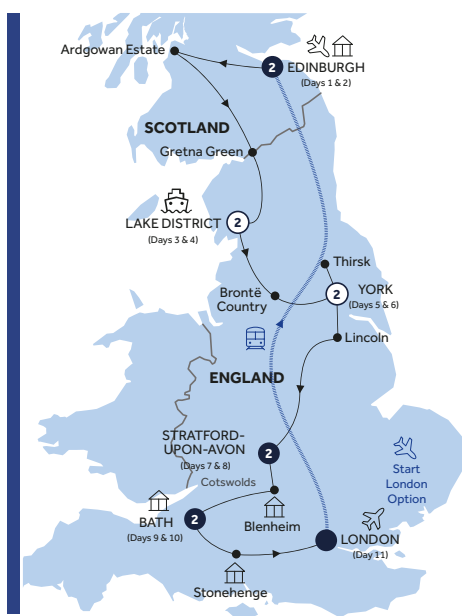 Ardgowan Estate
2
EDINBURGH
(Days 1 & 2)
SCOTLAND
Gretna Green
2
LAKE DISTRICT
(Days 3 & 4)
Thirsk
2
YORK
(Days 5 & 6)
Brontë
Country
Lincoln
ENGLAND
STRATFORD-
UPON-AVON
(Days 7 & 8)
2
Cotswolds
Start
London
Option
BATH
(Days 9 & 10)
2
Blenheim
LONDON
(Day 11)
Stonehenge